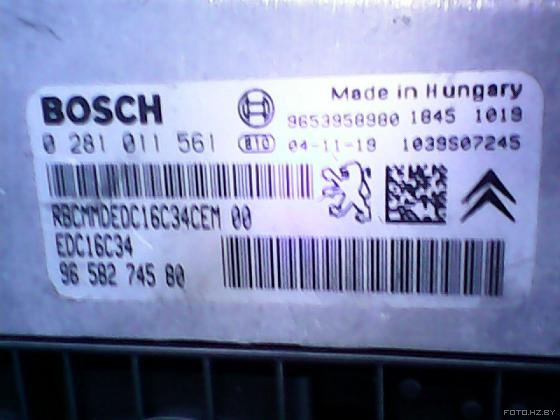 BOSCH
Made in Hungary
9653958980 1845 1019
0 281 011 561
B10 04-11-19 1039S07245
RBCMMDEDC16C34CEM 00
EDC16C34
96 582 745 80
FOTO.HZ.BY